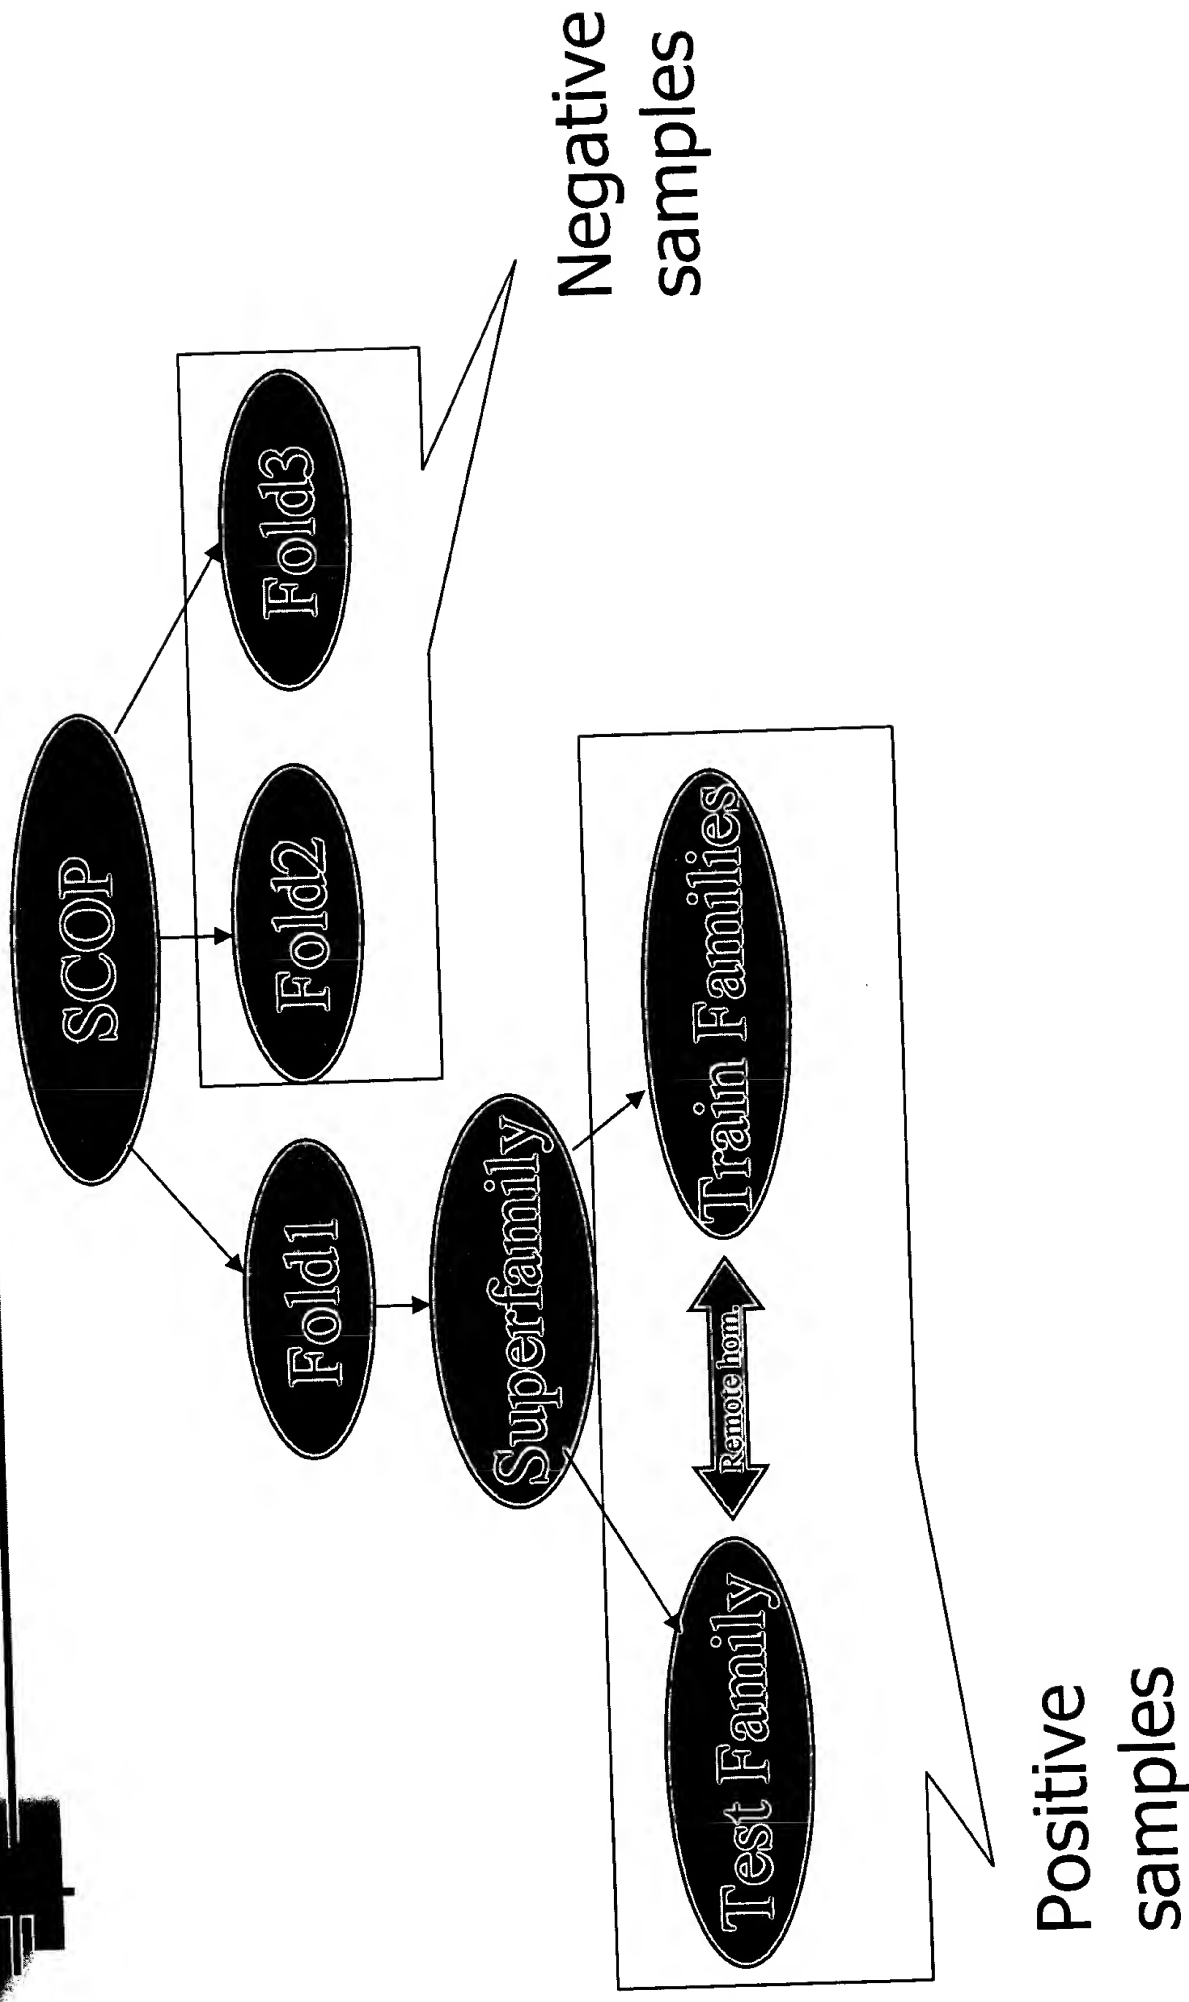 SCOP
Fold1
Fold2
Fold3
Negative
samples
Superfamily
Test Family
Remote hom.
Train Families
Positive
samples